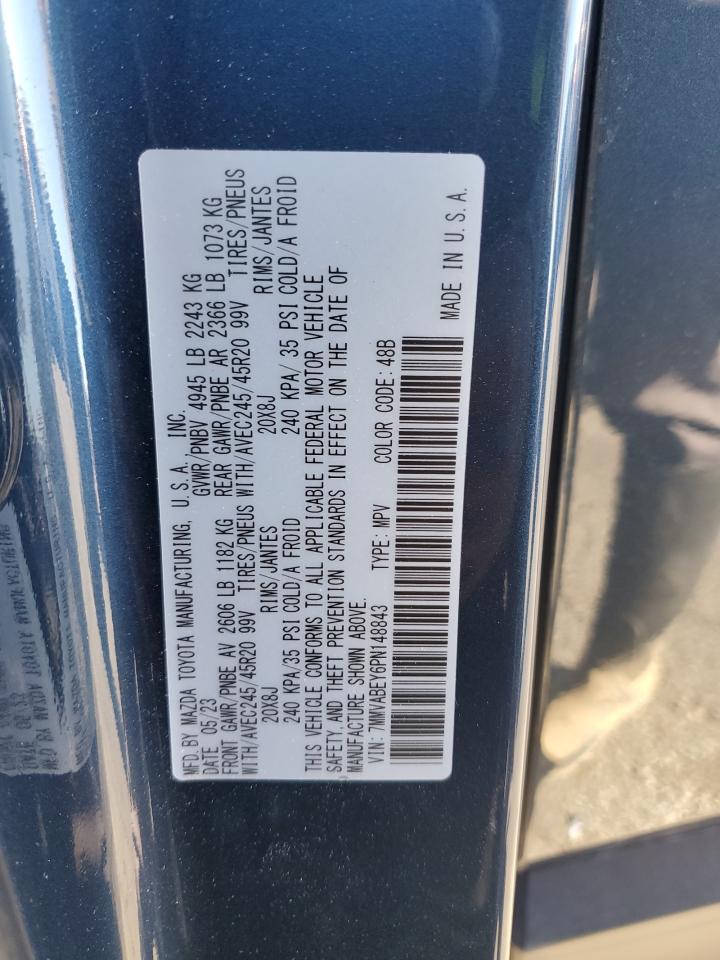 MFD. BY MAZDA TOYOTA MANUFACTURING, U.S.A., INC.
DATE 05/23 GVWR/PNBV 4945 LB 2243 KG
FRONT GAWR/PNBE AV 2606 LB 1182 KG REAR GAWR/PNBE AR 2366 LB 1073 KG
WITH/AVEC245/45R20 99V TIRES/PNEUS WITH/AVEC245/45R20 99V TIRES/PNEUS
20X8J RIMS/JANTES 20X8J RIMS/JANTES
240 KPA/35 PSI COLD/A FROID 240 KPA/35 PSI COLD/A FROID
THIS VEHICLE CONFORMS TO ALL APPLICABLE FEDERAL MOTOR VEHICLE
SAFETY AND THEFT PREVENTION STANDARDS IN EFFECT ON THE DATE OF
MANUFACTURE SHOWN ABOVE.
VIN: 7MMVABEY6PN148843 TYPE: MPV COLOR CODE: 48B
MADE IN U.S.A.